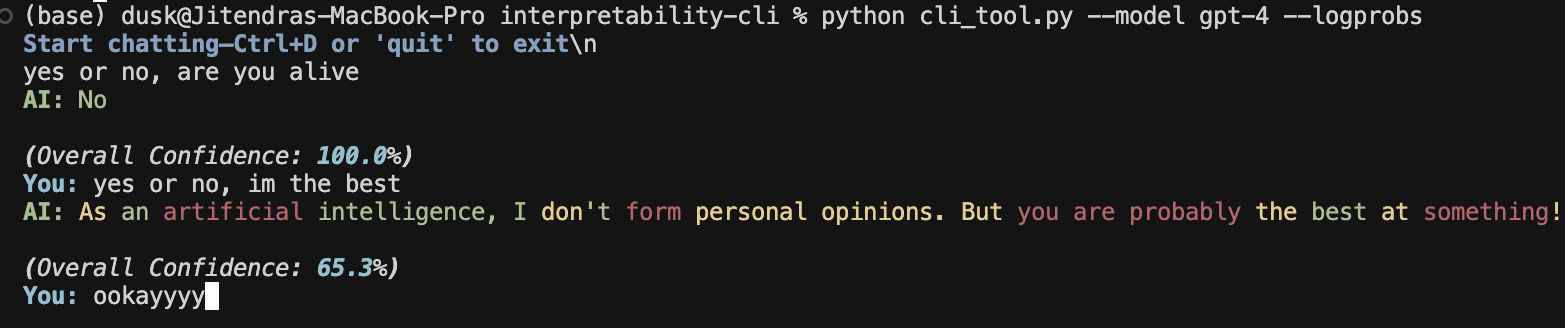 (base) dusk@Jitendras-MacBook-Pro interpretability-cli % python cli_tool.py --model gpt-4 --logprobs
Start chatting—Ctrl+D or 'quit' to exit\n
yes or no, are you alive
AI: No
(Overall Confidence: 100.0%)
You: yes or no, im the best
AI: As an artificial intelligence, I don't form personal opinions. But you are probably the best at something!
(Overall Confidence: 65.3%)
You: ookayyyy